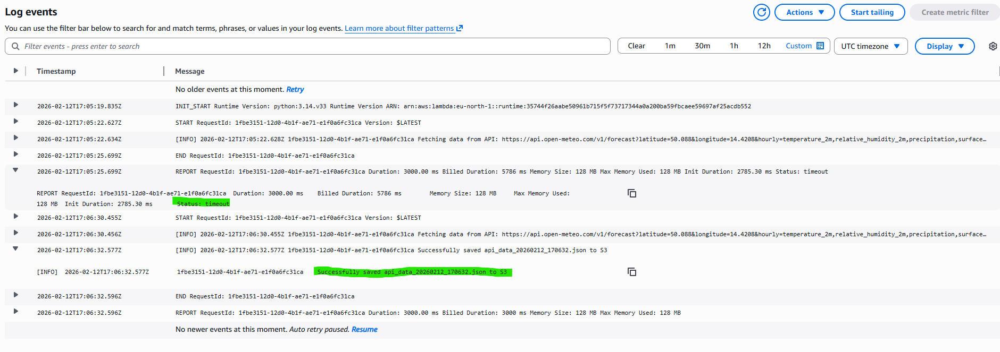 Log events
Actions
Start tailing
Create metric filter
You can use the filter bar below to search for and match terms, phrases, or values in your log events. Learn more about filter patterns
Filter events - press enter to search
Clear 1m 30m 1h 12h Custom
UTC timezone
Display
Timestamp Message
No older events at this moment. Retry
2026-02-12T17:05:19.835Z INIT_START Runtime Version: python:3.14.v33 Runtime Version ARN: arn:aws:lambda:eu-north-1::runtime:35744f26aabe50961b715f5f73717344a0a200ba59fbcaee59697af25acdb552
2026-02-12T17:05:22.627Z START RequestId: 1fbe3151-12d0-4b1f-ae71-e1f0a6fc31ca Version: $LATEST
2026-02-12T17:05:22.634Z [INFO] 2026-02-12T17:05:22.628Z 1fbe3151-12d0-4b1f-ae71-e1f0a6fc31ca Fetching data from API: https://api.open-meteo.com/v1/forecast?latitude=50.088&longitude=14.4208&hourly=temperature_2m,relative_humidity_2m,precipitation,surface…
2026-02-12T17:05:25.699Z END RequestId: 1fbe3151-12d0-4b1f-ae71-e1f0a6fc31ca
2026-02-12T17:05:25.699Z REPORT RequestId: 1fbe3151-12d0-4b1f-ae71-e1f0a6fc31ca Duration: 3000.00 ms Billed Duration: 5786 ms Memory Size: 128 MB Max Memory Used: 128 MB Init Duration: 2785.30 ms Status: timeout
REPORT RequestId: 1fbe3151-12d0-4b1f-ae71-e1f0a6fc31ca Duration: 3000.00 ms Billed Duration: 5786 ms Memory Size: 128 MB Max Memory Used:
128 MB Init Duration: 2785.30 ms Status: timeout
2026-02-12T17:06:30.455Z START RequestId: 1fbe3151-12d0-4b1f-ae71-e1f0a6fc31ca Version: $LATEST
2026-02-12T17:06:30.456Z [INFO] 2026-02-12T17:06:30.455Z 1fbe3151-12d0-4b1f-ae71-e1f0a6fc31ca Fetching data from API: https://api.open-meteo.com/v1/forecast?latitude=50.088&longitude=14.4208&hourly=temperature_2m,relative_humidity_2m,precipitation,surface…
2026-02-12T17:06:32.577Z [INFO] 2026-02-12T17:06:32.577Z 1fbe3151-12d0-4b1f-ae71-e1f0a6fc31ca Successfully saved api_data_20260212_170632.json to S3
[INFO] 2026-02-12T17:06:32.577Z 1fbe3151-12d0-4b1f-ae71-e1f0a6fc31ca Successfully saved api_data_20260212_170632.json to S3
2026-02-12T17:06:32.596Z END RequestId: 1fbe3151-12d0-4b1f-ae71-e1f0a6fc31ca
2026-02-12T17:06:32.596Z REPORT RequestId: 1fbe3151-12d0-4b1f-ae71-e1f0a6fc31ca Duration: 3000.00 ms Billed Duration: 3000 ms Memory Size: 128 MB Max Memory Used: 128 MB
No newer events at this moment. Auto retry paused. Resume